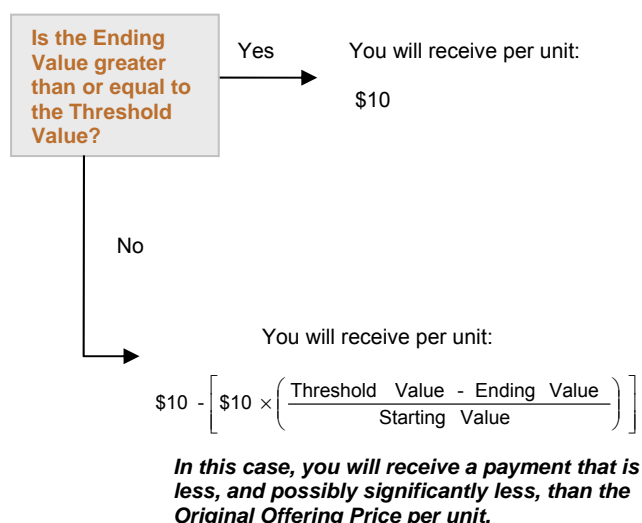 Is the Ending
Value greater
than or equal to
the Threshold
Value?
Yes
You will receive per unit:
$10
No
You will receive per unit:
$10 - [ $10 × ( Threshold Value - Ending Value / Starting Value ) ]
In this case, you will receive a payment that is
less, and possibly significantly less, than the
Original Offering Price per unit.